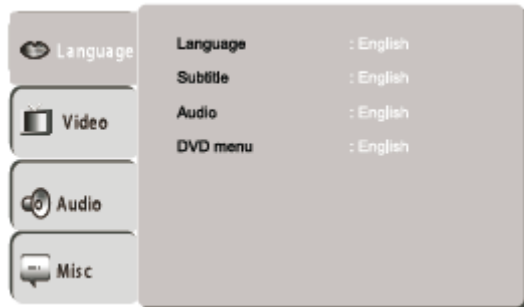 Language
Video
Audio
Misc
Language : English
Subtitle : English
Audio : English
DVD menu : English